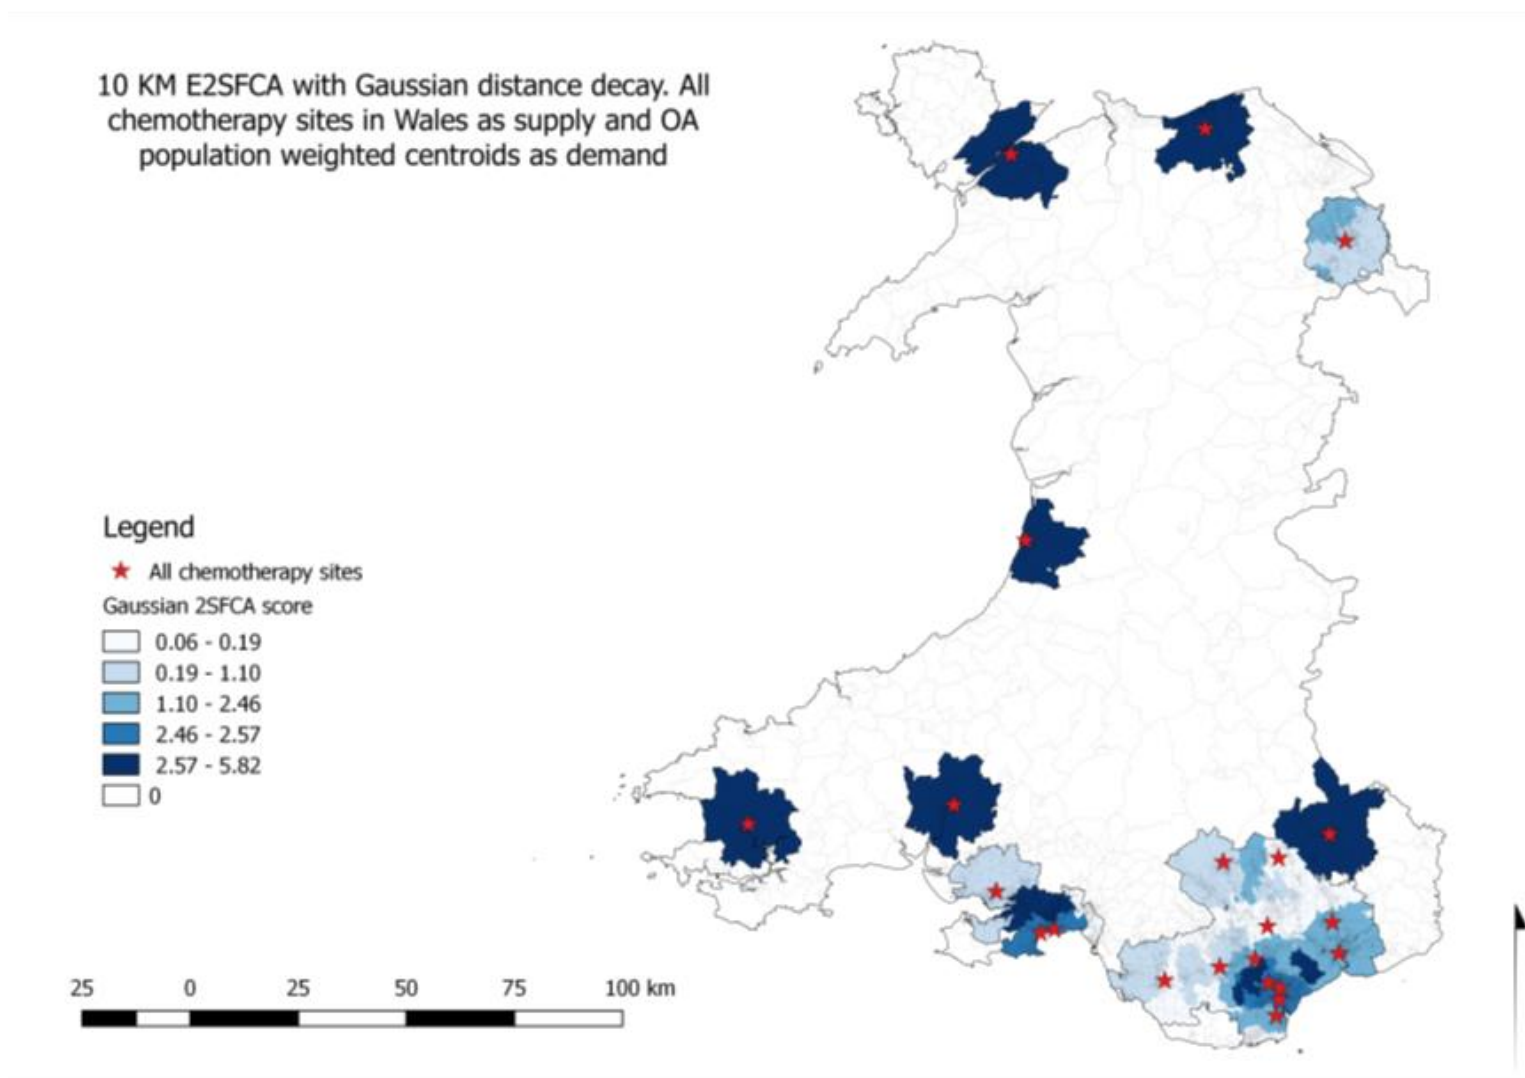 10 KM E2SFCA with Gaussian distance decay. All
chemotherapy sites in Wales as supply and OA
population weighted centroids as demand
Legend
All chemotherapy sites
Gaussian 2SFCA score
0.06 - 0.19
0.19 - 1.10
1.10 - 2.46
2.46 - 2.57
2.57 - 5.82
0
25 0 25 50 75 100 km